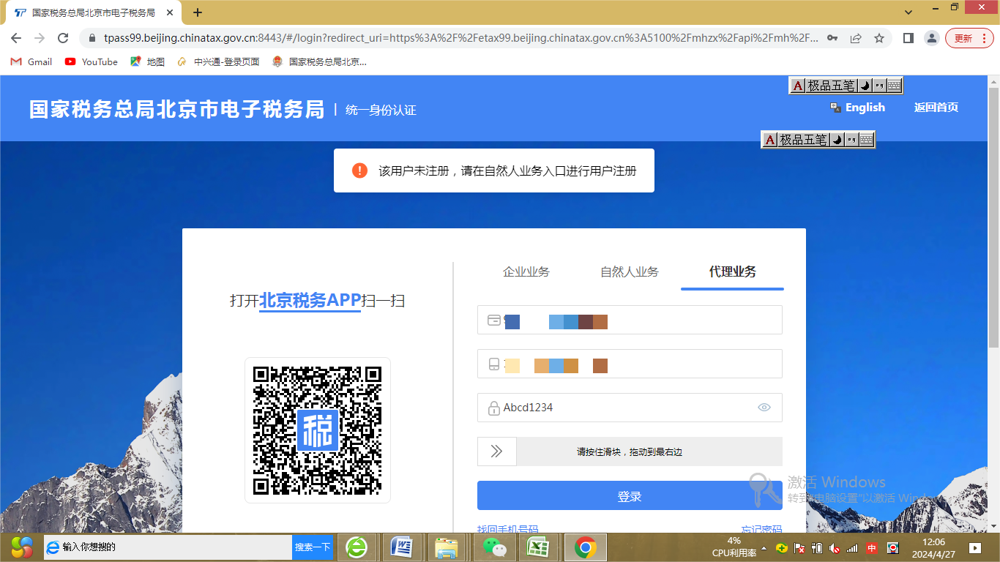 国家税务总局北京市电子税务局
tpass99.beijing.chinatax.gov.cn:8443/#/login?redirect_uri=https%3A%2F%2Fetax99.beijing.chinatax.gov.cn%3A5100%2Fmhzx%2Fapi%2Fmh%2F...
更新
Gmail YouTube 地图 中兴通-登录页面 国家税务总局北京...
A 极品五笔
国家税务总局北京市电子税务局 | 统一身份认证
English 返回首页
A 极品五笔
该用户未注册，请在自然人业务入口进行用户注册
企业业务 自然人业务 代理业务
打开北京税务APP扫一扫
税
Abcd1234
请按住滑块，拖动到最右边
登录
激活 Windows
转到"电脑设置"以激活 Windows
找回手机号码 忘记密码
输入你想搜的 搜索一下
4%
CPU利用率
中
12:06
2024/4/27